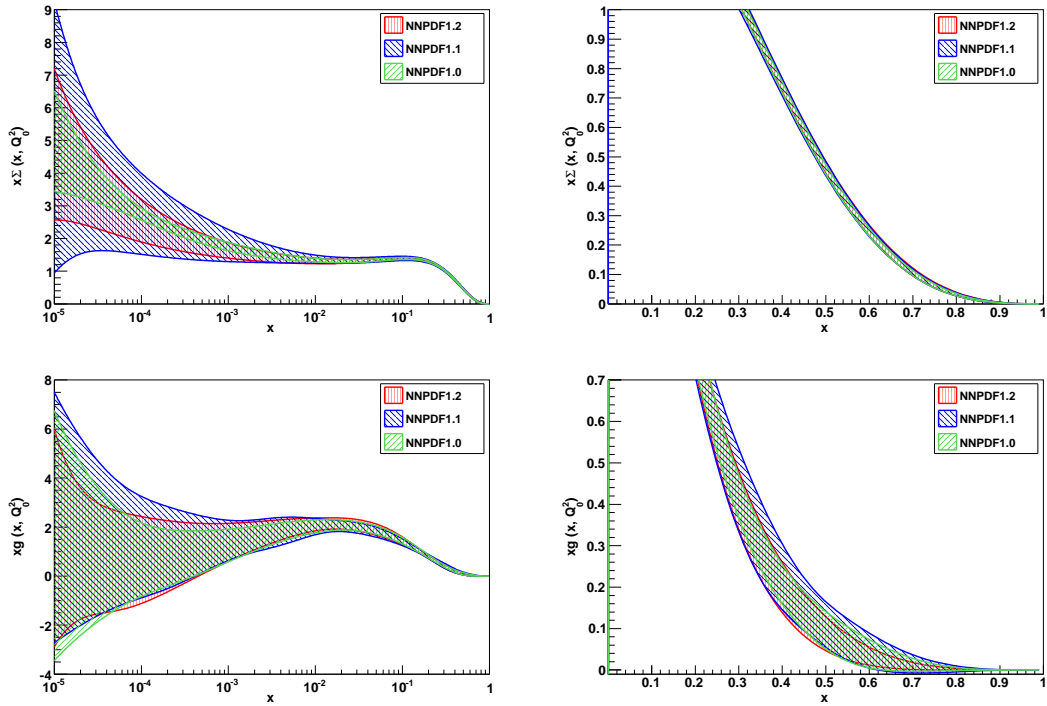 9
8
7
6
5
4
3
2
1
0
xΣ (x, Q₀²)
NNPDF1.2
NNPDF1.1
NNPDF1.0
10⁻⁵ 10⁻⁴ 10⁻³ 10⁻² 10⁻¹ 1
x
1
0.9
0.8
0.7
0.6
0.5
0.4
0.3
0.2
0.1
0
xΣ (x, Q₀²)
NNPDF1.2
NNPDF1.1
NNPDF1.0
0.1 0.2 0.3 0.4 0.5 0.6 0.7 0.8 0.9 1
x
8
6
4
2
0
-2
-4
xg (x, Q₀²)
NNPDF1.2
NNPDF1.1
NNPDF1.0
10⁻⁵ 10⁻⁴ 10⁻³ 10⁻² 10⁻¹ 1
x
0.7
0.6
0.5
0.4
0.3
0.2
0.1
0
xg (x, Q₀²)
NNPDF1.2
NNPDF1.1
NNPDF1.0
0.1 0.2 0.3 0.4 0.5 0.6 0.7 0.8 0.9 1
x